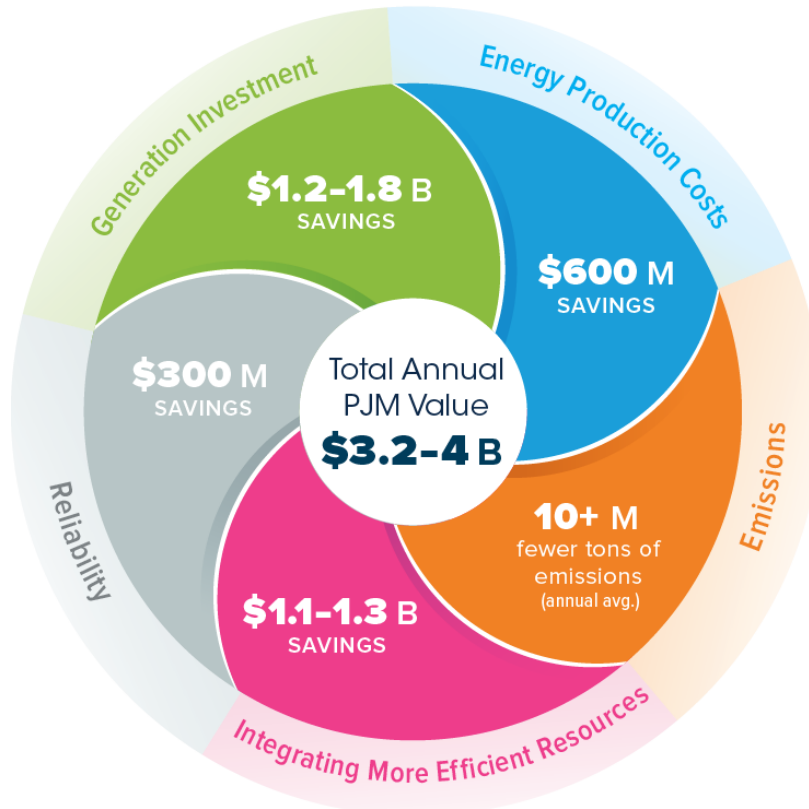 Generation Investment
$1.2–1.8 B
SAVINGS
Energy Production Costs
$600 M
SAVINGS
Emissions
10+ M
fewer tons of
emissions
(annual avg.)
Integrating More Efficient Resources
$1.1–1.3 B
SAVINGS
Reliability
$300 M
SAVINGS
Total Annual
PJM Value
$3.2–4 B